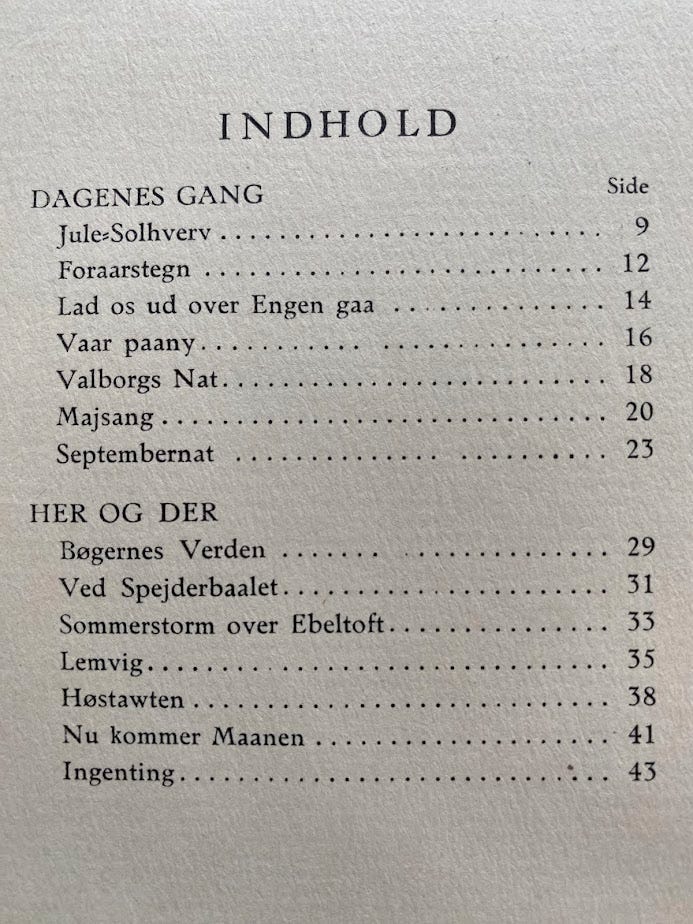 INDHOLD
DAGENES GANG Side
Jule-Solhverv . . . . . . . . . . . . . . . . . . . . . . . . . . 9
Foraarstegn . . . . . . . . . . . . . . . . . . . . . . . . . . . 12
Lad os ud over Engen gaa . . . . . . . . . . . . . . 14
Vaar paany . . . . . . . . . . . . . . . . . . . . . . . . . . 16
Valborgs Nat . . . . . . . . . . . . . . . . . . . . . . . . . . 18
Majsang . . . . . . . . . . . . . . . . . . . . . . . . . . . . . . 20
Septembernat . . . . . . . . . . . . . . . . . . . . . . . . 23
HER OG DER
Bøgernes Verden . . . . . . . . . . . . . . . . . . . . . 29
Ved Spejderbaalet . . . . . . . . . . . . . . . . . . . . . . 31
Sommerstorm over Ebeltoft . . . . . . . . . . . . . . . 33
Lemvig . . . . . . . . . . . . . . . . . . . . . . . . . . . . . . . 35
Høstawten . . . . . . . . . . . . . . . . . . . . . . . . . . . . 38
Nu kommer Maanen . . . . . . . . . . . . . . . . . . . . 41
Ingenting . . . . . . . . . . . . . . . . . . . . . . . . . . . . . 43